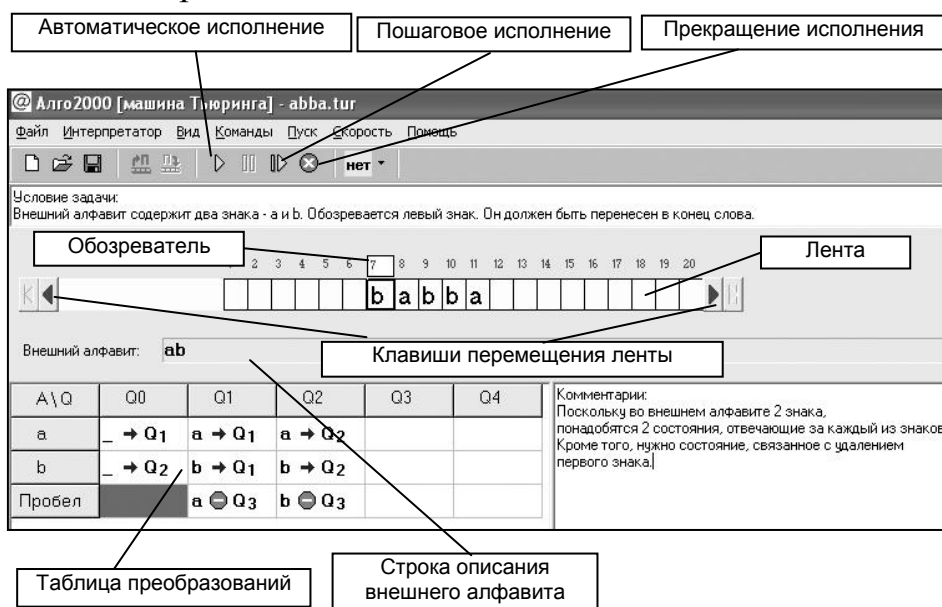 Автоматическое исполнение
Пошаговое исполнение
Прекращение исполнения
@ Алго2000 [машина Тьюринга] - abba.tur
Файл Интерпретатор Вид Команды Пуск Скорость Помощь
нет
Условие задачи:
Внешний алфавит содержит два знака - a и b. Обозревается левый знак. Он должен быть перенесен в конец слова.
Обозреватель
Лента
2 3 4 5 6 7 8 9 10 11 12 13 14 15 16 17 18 19 20
b a b b a
Внешний алфавит: ab
Клавиши перемещения ленты
A\Q Q0 Q1 Q2 Q3 Q4
a _ → Q1 a → Q1 a → Q2
b _ → Q2 b → Q1 b → Q2
Пробел a Q3 b Q3
Комментарии:
Поскольку во внешнем алфавите 2 знака,
понадобятся 2 состояния, отвечающие за каждый из знаков
Кроме того, нужно состояние, связанное с удалением
первого знака.
Таблица преобразований
Строка описания
внешнего алфавита